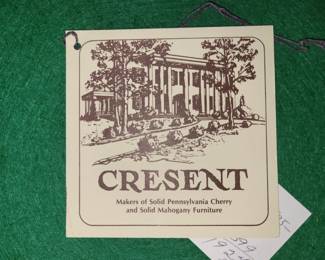 CRESENT
Makers of Solid Pennsylvania Cherry
and Solid Mahogany Furniture